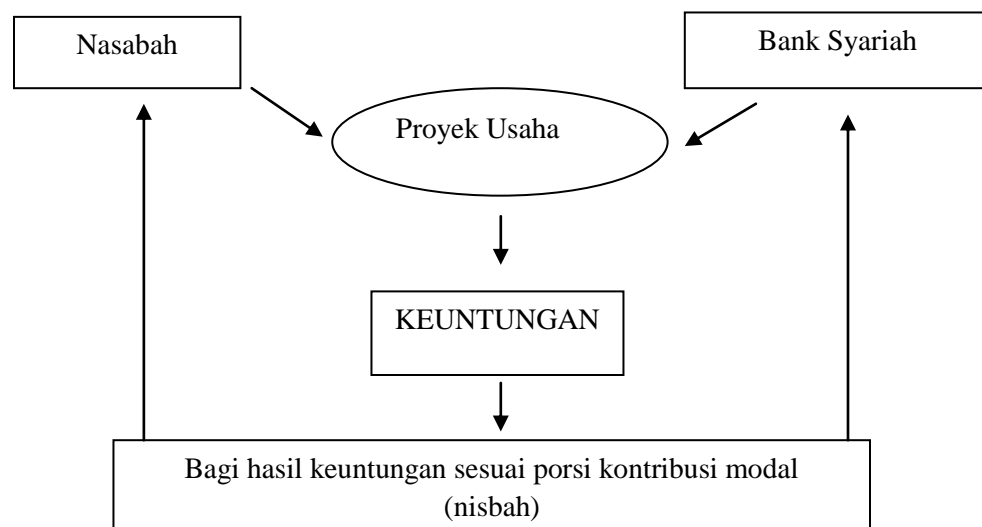 Nasabah
Bank Syariah
Proyek Usaha
KEUNTUNGAN
Bagi hasil keuntungan sesuai porsi kontribusi modal
(nisbah)